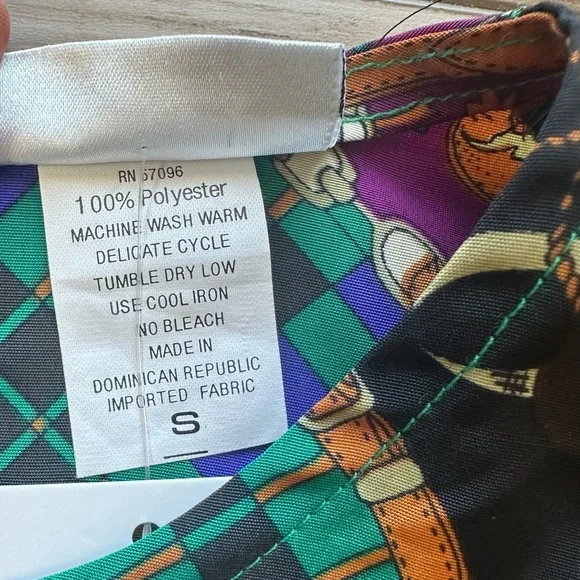 RN 57096
100% Polyester
MACHINE WASH WARM
DELICATE CYCLE
TUMBLE DRY LOW
USE COOL IRON
NO BLEACH
MADE IN
DOMINICAN REPUBLIC
IMPORTED FABRIC
S